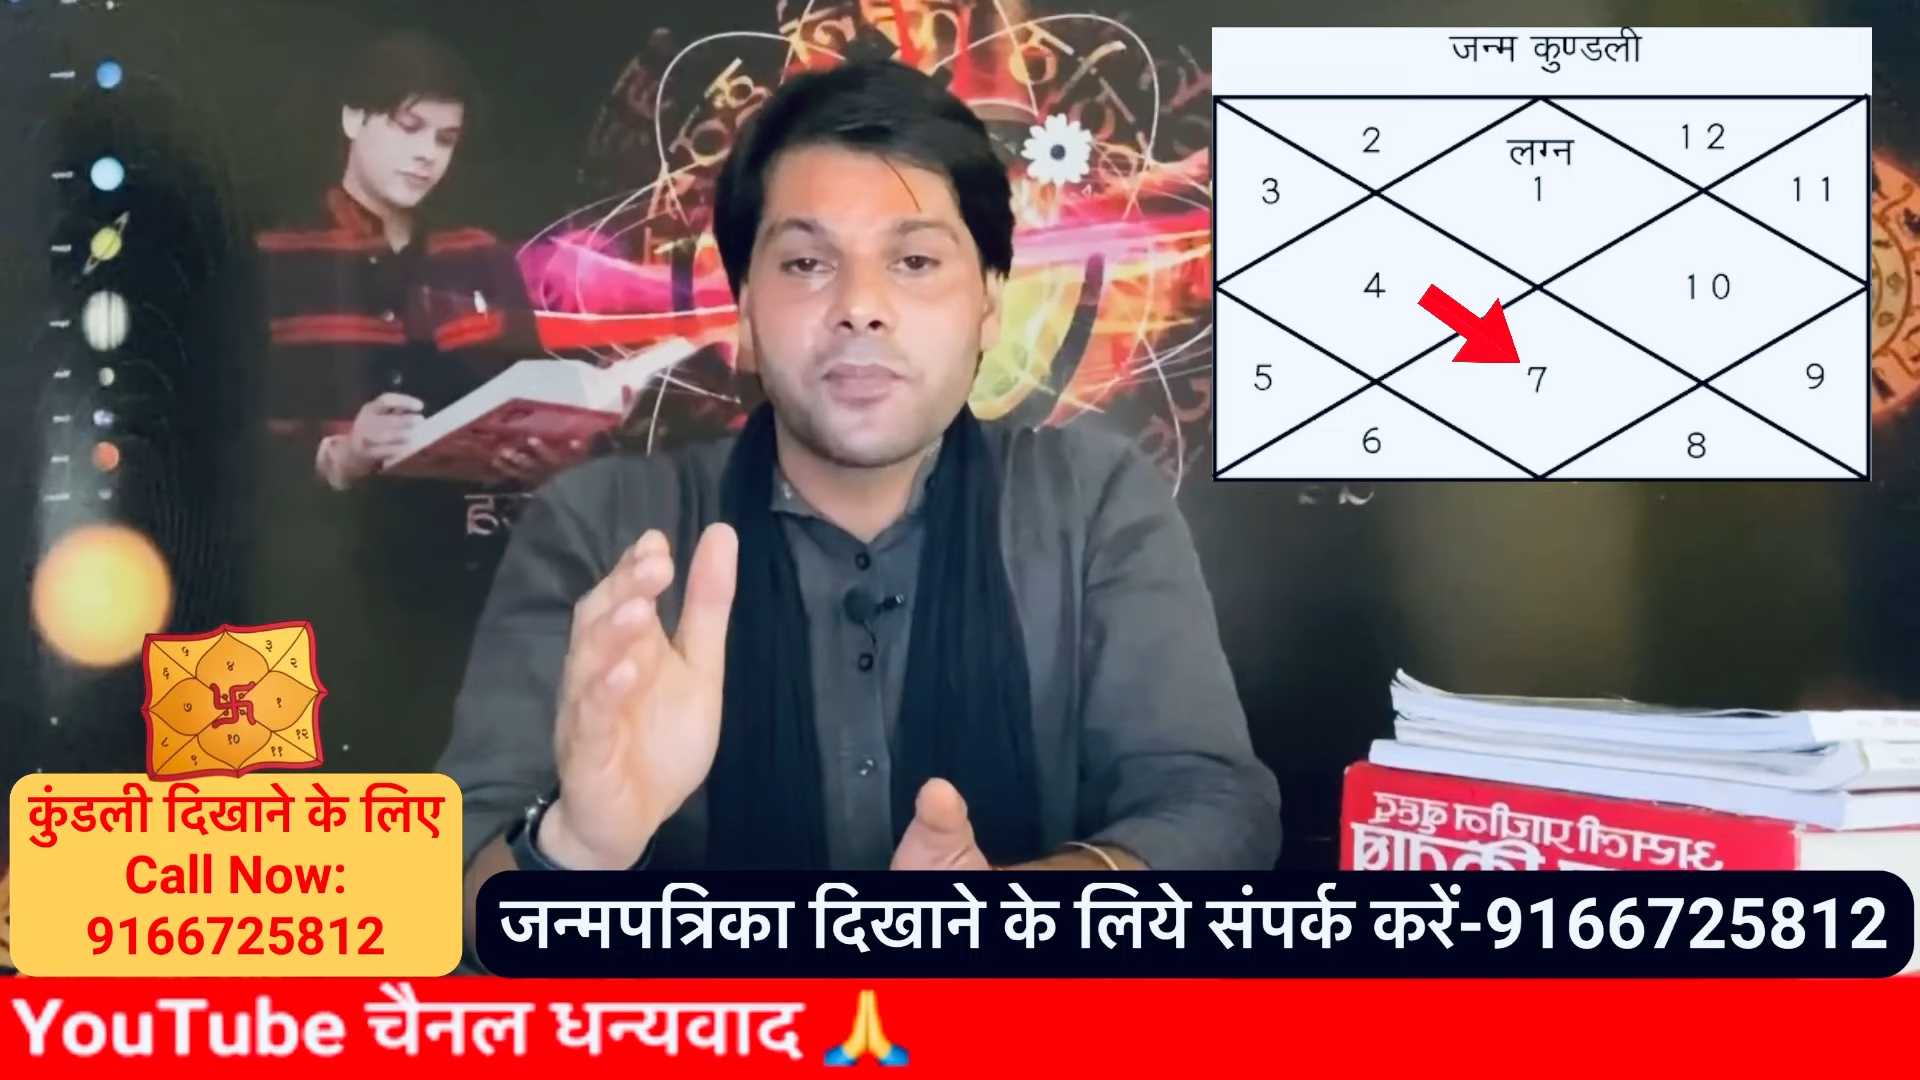 जन्म कुण्डली
2
लग्न
12
3
1
11
4
10
5
7
9
6
8
कुंडली दिखाने के लिए
Call Now:
9166725812
जन्मपत्रिका दिखाने के लिये संपर्क करें-9166725812
YouTube चैनल धन्यवाद 🙏